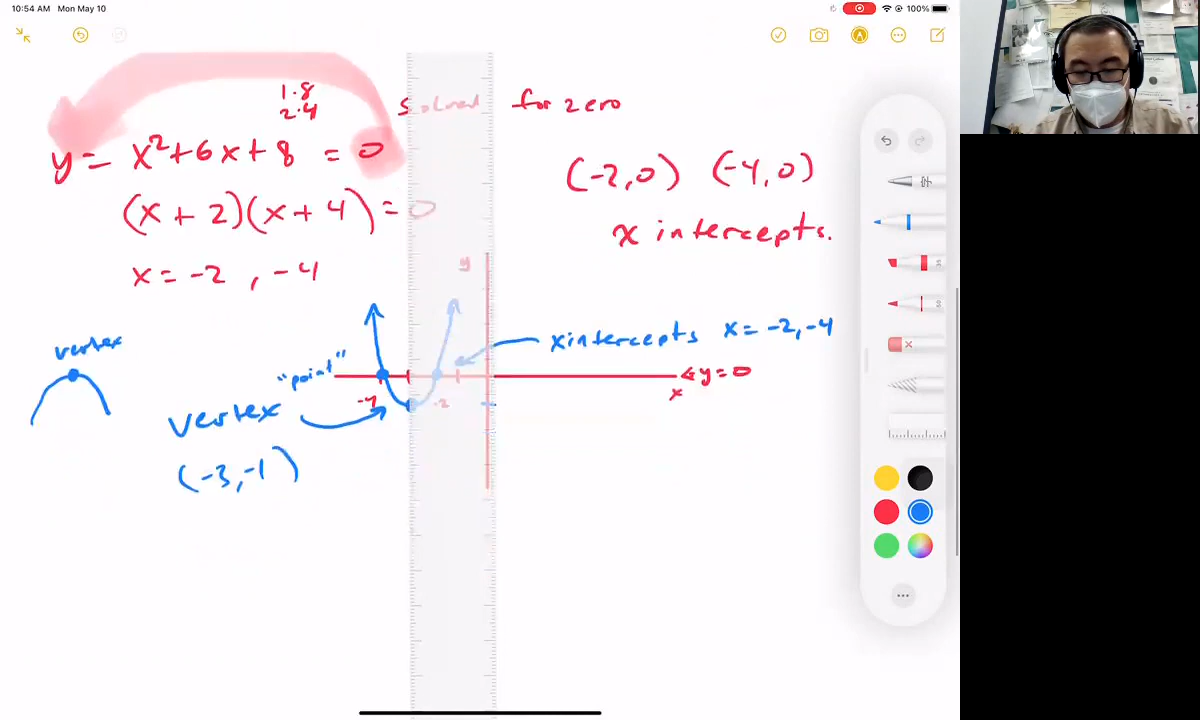 10:54 AM Mon May 10
100%
1·8
2·4
solved for zero
y = x²+6x+8 = 0
(-2,0) (-4,0)
(x + 2)(x + 4) = 0
x intercepts.
x = -2 , -4
y
vertex
x intercepts x = -2, -4
"point"
y = 0
-4
-2
x
vertex
(-3,-1)